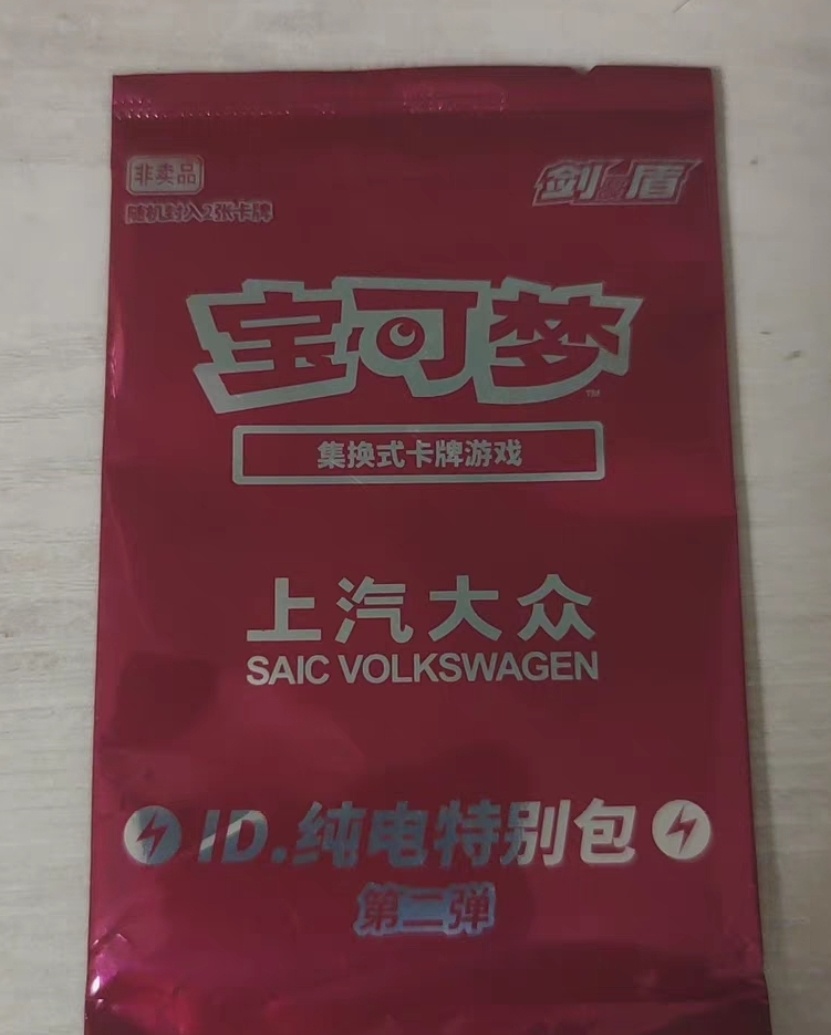 非卖品
剑&盾
随机封入2张卡牌
宝可梦
TM
集换式卡牌游戏
上汽大众
SAIC VOLKSWAGEN
ID.纯电特别包
第二弹